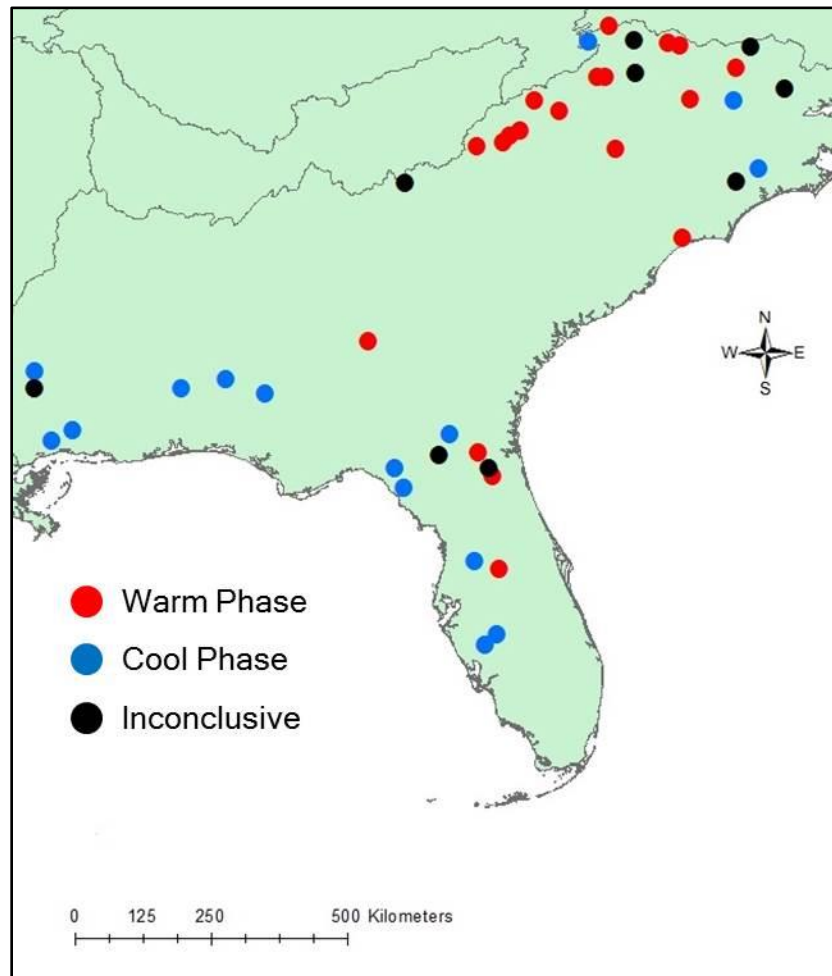 N
W E
S
Warm Phase
Cool Phase
Inconclusive
0 125 250 500 Kilometers